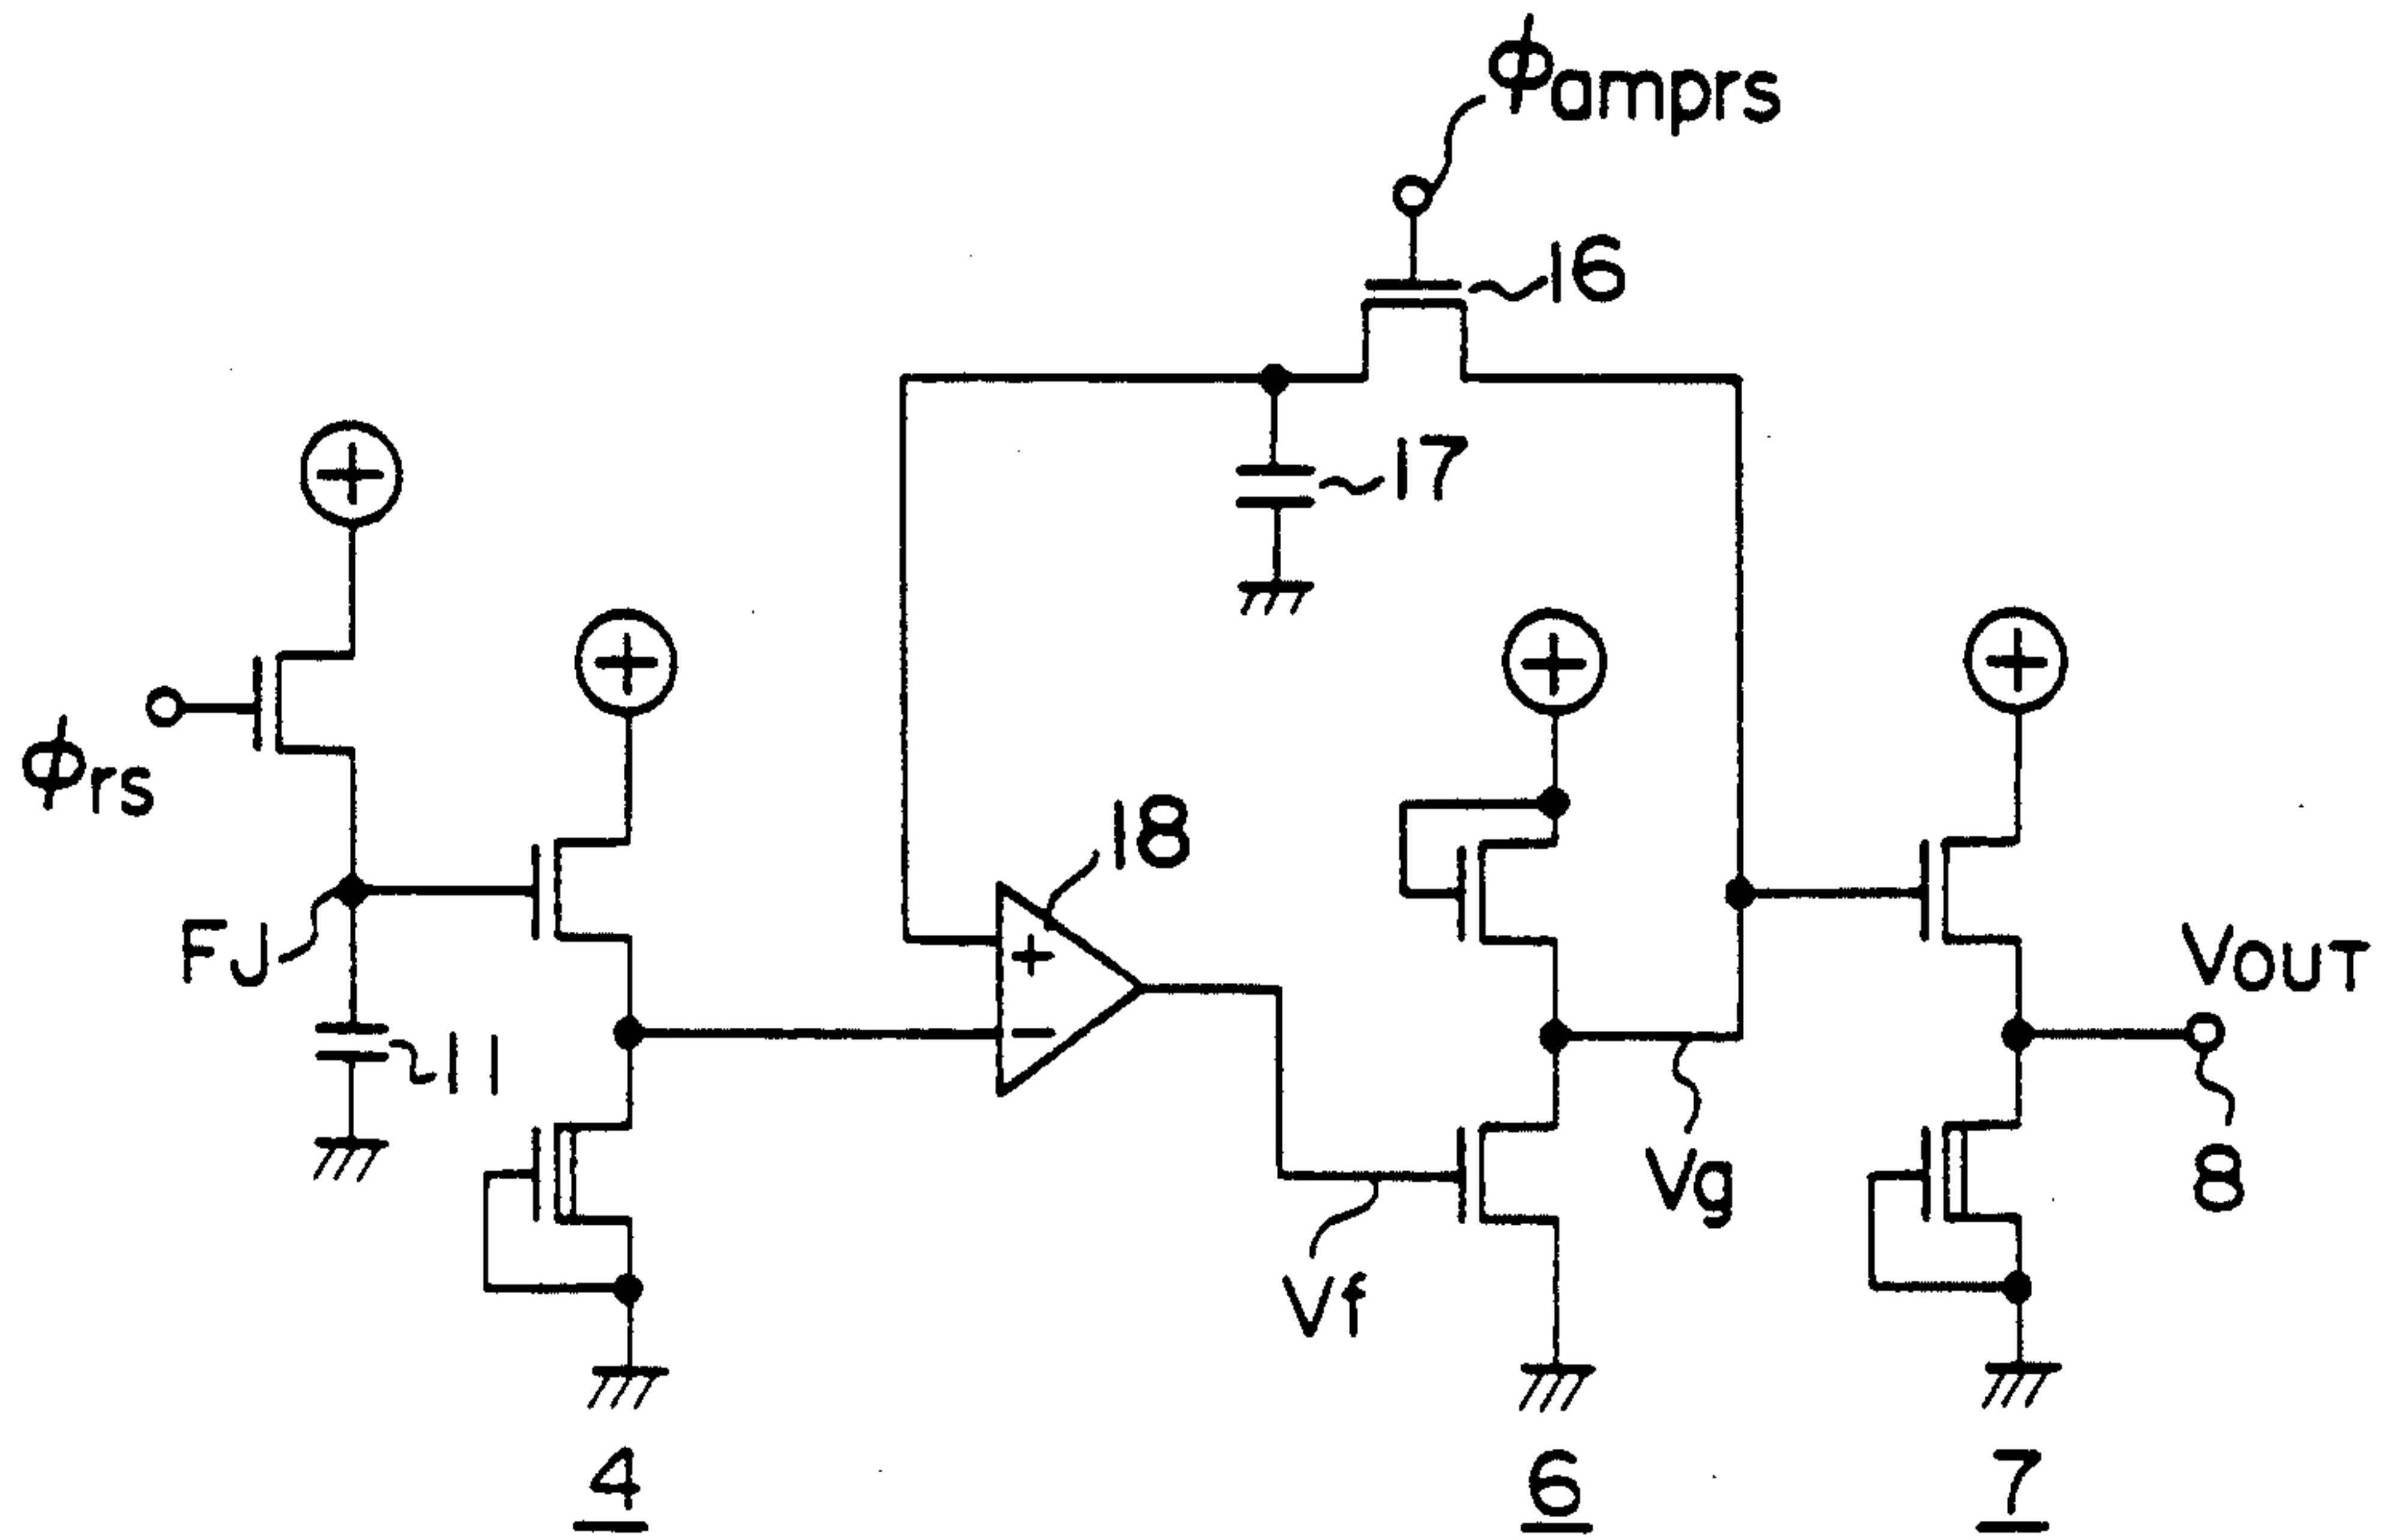 ϕamprs
16
17
+
+
+
+
ϕrs
18
FJ
+
−
VOUT
11
Vg
8
Vf
4
6
7